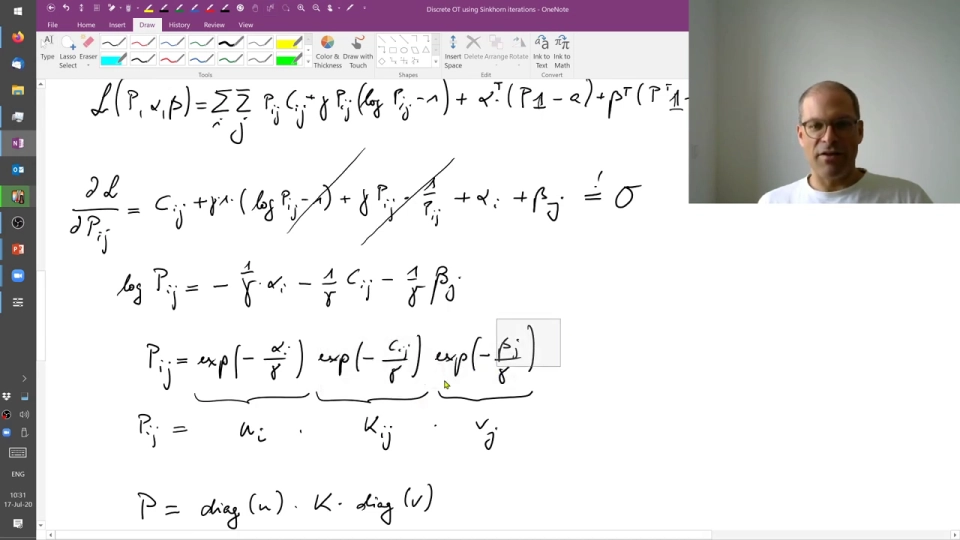 Discrete OT using Sinkhorn iterations - OneNote
File Home Insert Draw History Review View
Type Lasso Select Eraser Color & Thickness Draw with Touch Insert Space Delete Arrange Rotate Ink to Text Ink to Math
Tools Shapes Edit Convert
L(P,α,β) = Σ_i Σ_j P_ij C_ij + γ P_ij (log P_ij - 1) + α^T (P𝟙 - a) + β^T (P^T 𝟙 -
∂L/∂P_ij = C_ij + γ1·(log P_ij - 1) + γ P_ij · 1/P_ij + α_i + β_j =! 0
log P_ij = - 1/γ · α_i - 1/γ C_ij - 1/γ β_j
P_ij = exp(- α_i/γ) exp(- C_ij/γ) exp(- β_j/γ)
P_ij = u_i · K_ij · v_j
P = diag(u) · K · diag(v)
ENG
10:31
17-Jul-20